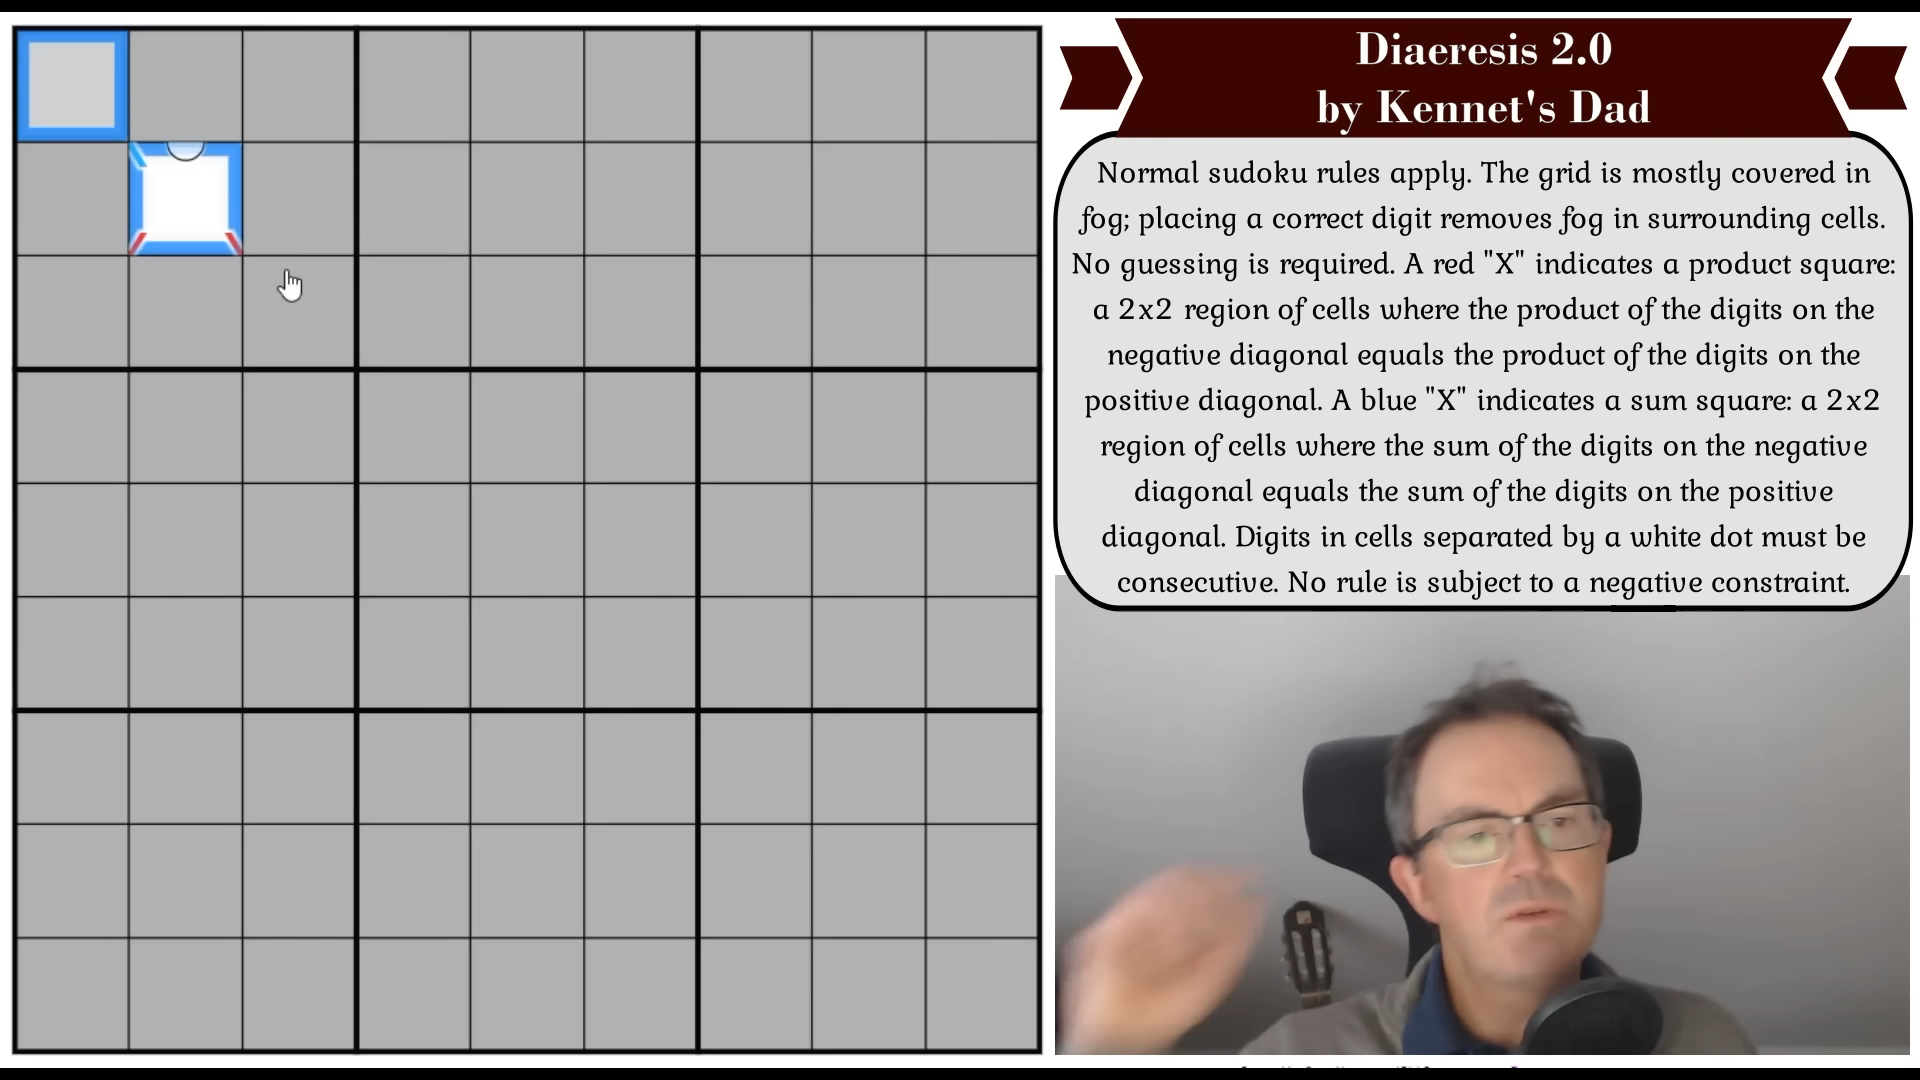 Diaeresis 2.0
by Kennet's Dad
Normal sudoku rules apply. The grid is mostly covered in
fog; placing a correct digit removes fog in surrounding cells.
No guessing is required. A red "X" indicates a product square:
a 2x2 region of cells where the product of the digits on the
negative diagonal equals the product of the digits on the
positive diagonal. A blue "X" indicates a sum square: a 2x2
region of cells where the sum of the digits on the negative
diagonal equals the sum of the digits on the positive
diagonal. Digits in cells separated by a white dot must be
consecutive. No rule is subject to a negative constraint.